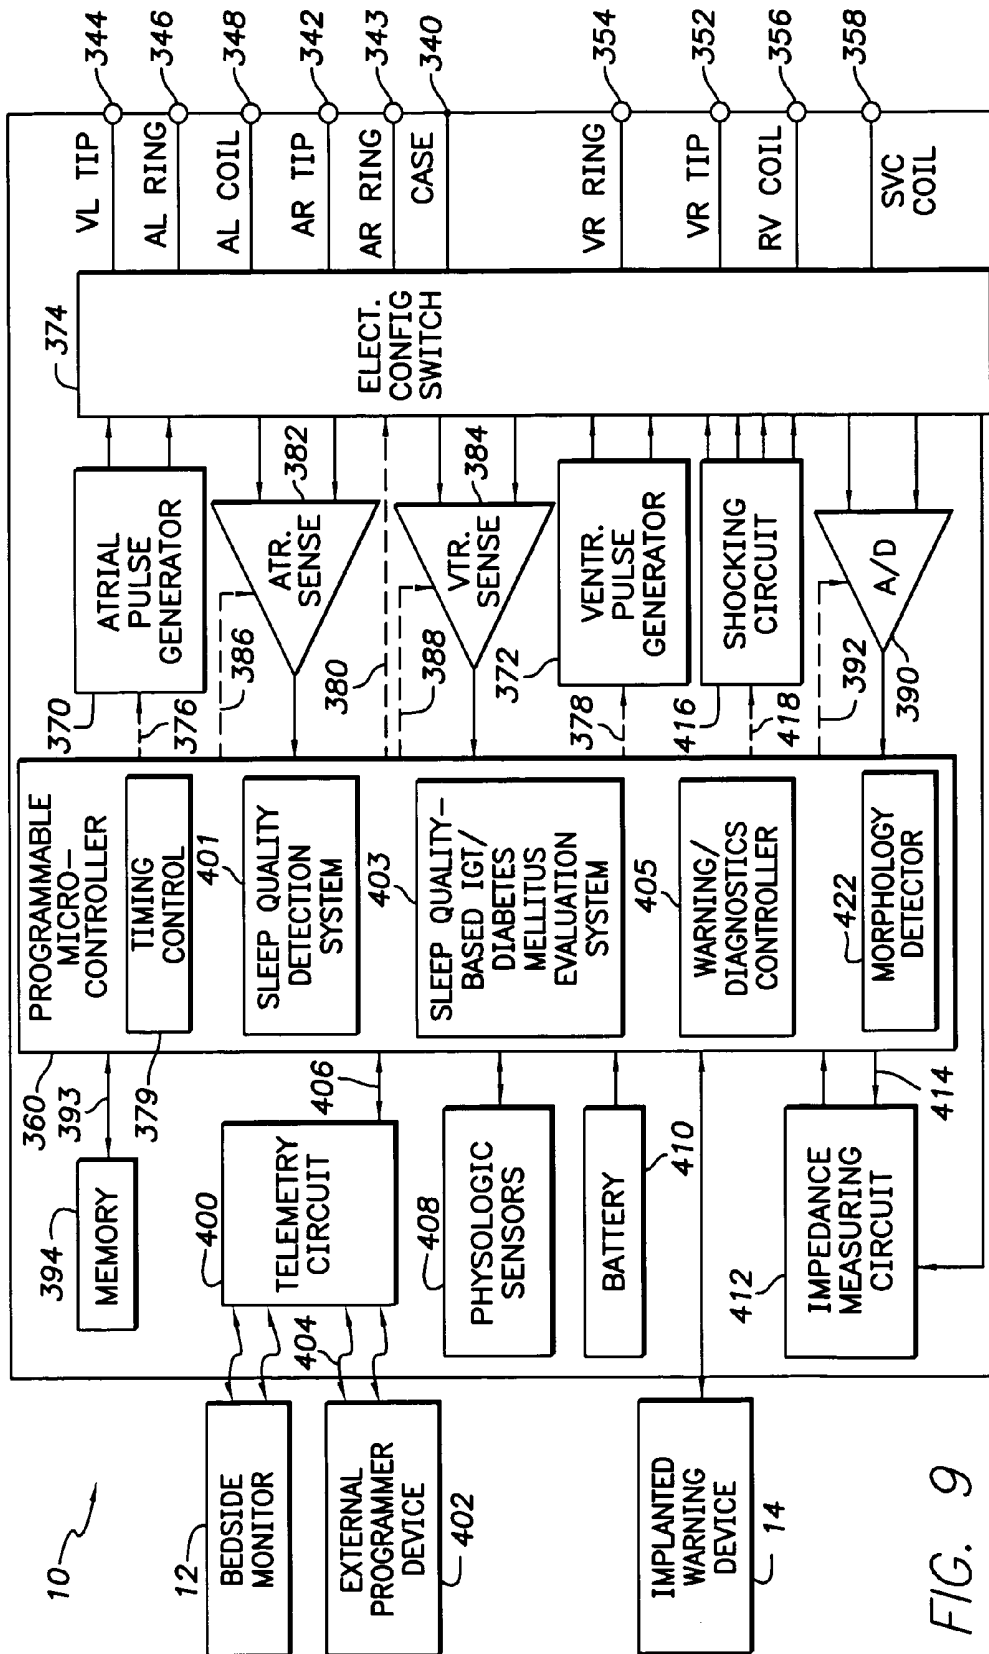 10
12
BEDSIDE
MONITOR
EXTERNAL
PROGRAMMER
DEVICE
402
IMPLANTED
WARNING
DEVICE
14
FIG. 9
394
MEMORY
400
TELEMETRY
CIRCUIT
404
406
408
PHYSOLOGIC
SENSORS
BATTERY
410
412
IMPEDANCE
MEASURING
CIRCUIT
414
360
393
379
PROGRAMMABLE
MICRO-
CONTROLLER
TIMING
CONTROL
401
SLEEP QUALITY
DETECTION
SYSTEM
403
SLEEP QUALITY-
BASED IGT/
DIABETES
MELLITUS
EVALUATION
SYSTEM
405
WARNING/
DIAGNOSTICS
CONTROLLER
422
MORPHOLOGY
DETECTOR
370
376
386
380
388
372
378
416
418
392
390
ATRIAL
PULSE
GENERATOR
ATR.
SENSE
382
VTR.
SENSE
384
VENTR.
PULSE
GENERATOR
SHOCKING
CIRCUIT
A/D
374
ELECT.
CONFIG
SWITCH
VL TIP
AL RING
AL COIL
AR TIP
AR RING
CASE
VR RING
VR TIP
RV COIL
SVC
COIL
344
346
348
342
343
340
354
352
356
358